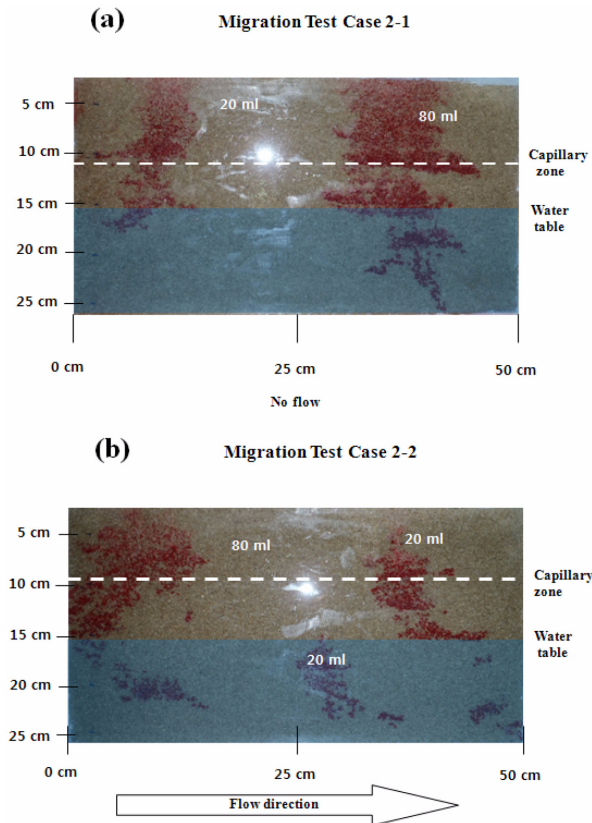 (a)
Migration Test Case 2-1
5 cm
20 ml
80 ml
10 cm
Capillary
zone
15 cm
Water
table
20 cm
25 cm
0 cm
25 cm
50 cm
No flow
(b)
Migration Test Case 2-2
5 cm
80 ml
20 ml
10 cm
Capillary
zone
15 cm
Water
table
20 ml
20 cm
25 cm
0 cm
25 cm
50 cm
Flow direction